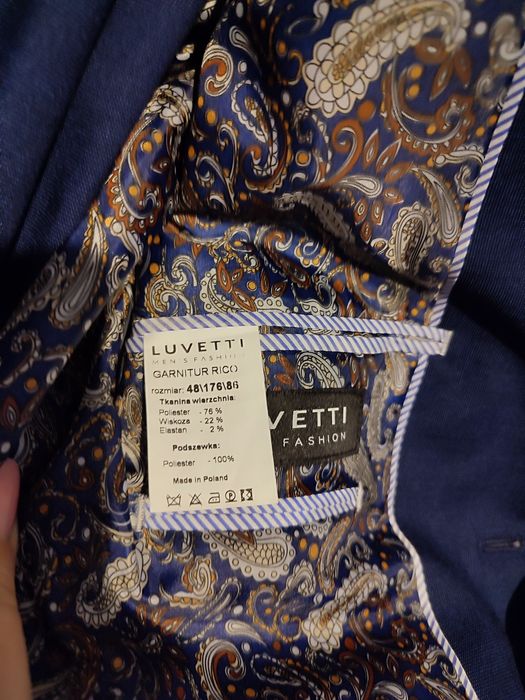 LUVETTI
MEN'S FASHION
GARNITUR RICO
rozmiar: 48\176\86
Tkanina wierzchnia:
Poliester - 76 %
Wiskoza - 22 %
Elastan - 2 %
Podszewka:
Poliester - 100%
Made in Poland
VETTI
FASHION